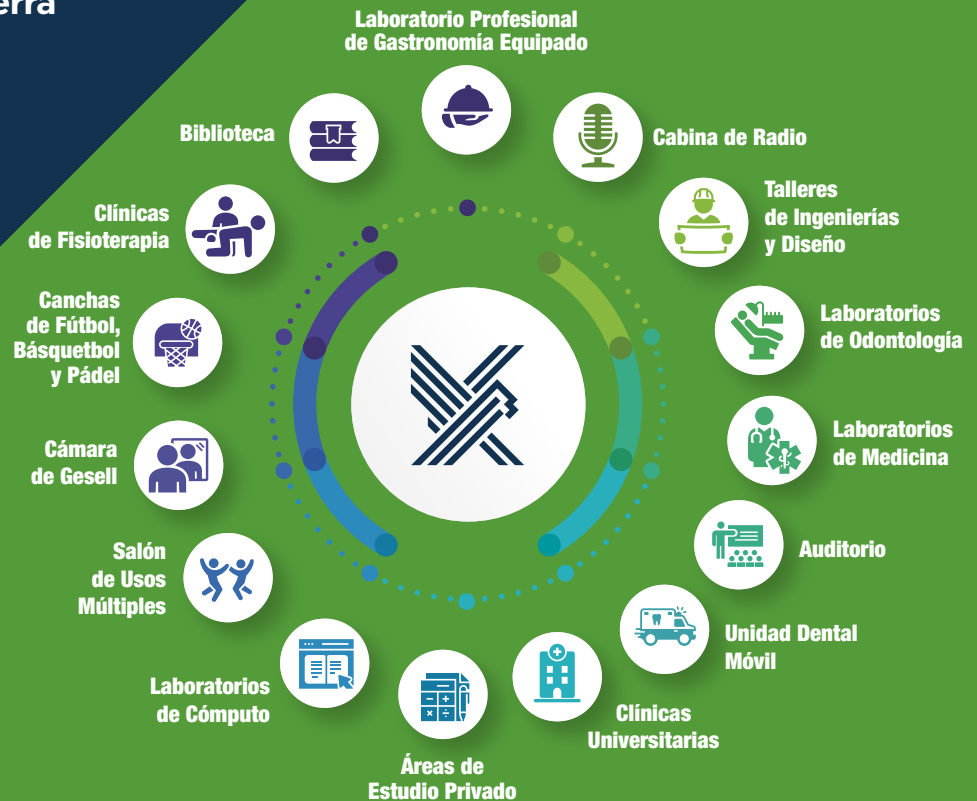 Laboratorio Profesional
de Gastronomía Equipado
Cabina de Radio
Talleres
de Ingenierías
y Diseño
Laboratorios
de Odontología
Laboratorios
de Medicina
Auditorio
Unidad Dental
Móvil
Clínicas
Universitarias
Áreas de
Estudio Privado
Laboratorios
de Cómputo
Salón
de Usos
Múltiples
Cámara
de Gesell
Canchas
de Fútbol,
Básquetbol
y Pádel
Clínicas
de Fisioterapia
Biblioteca